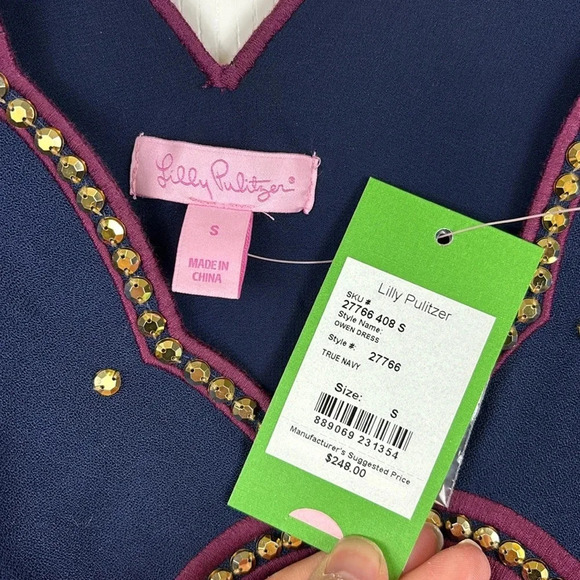 Lilly Pulitzer®
S
MADE IN
CHINA
Lilly Pulitzer
SKU #
27766 408 S
Style Name:
OWEN DRESS
Style #: 27766
TRUE NAVY
Size: S
889069 231354
Manufacturer's Suggested Price
$248.00